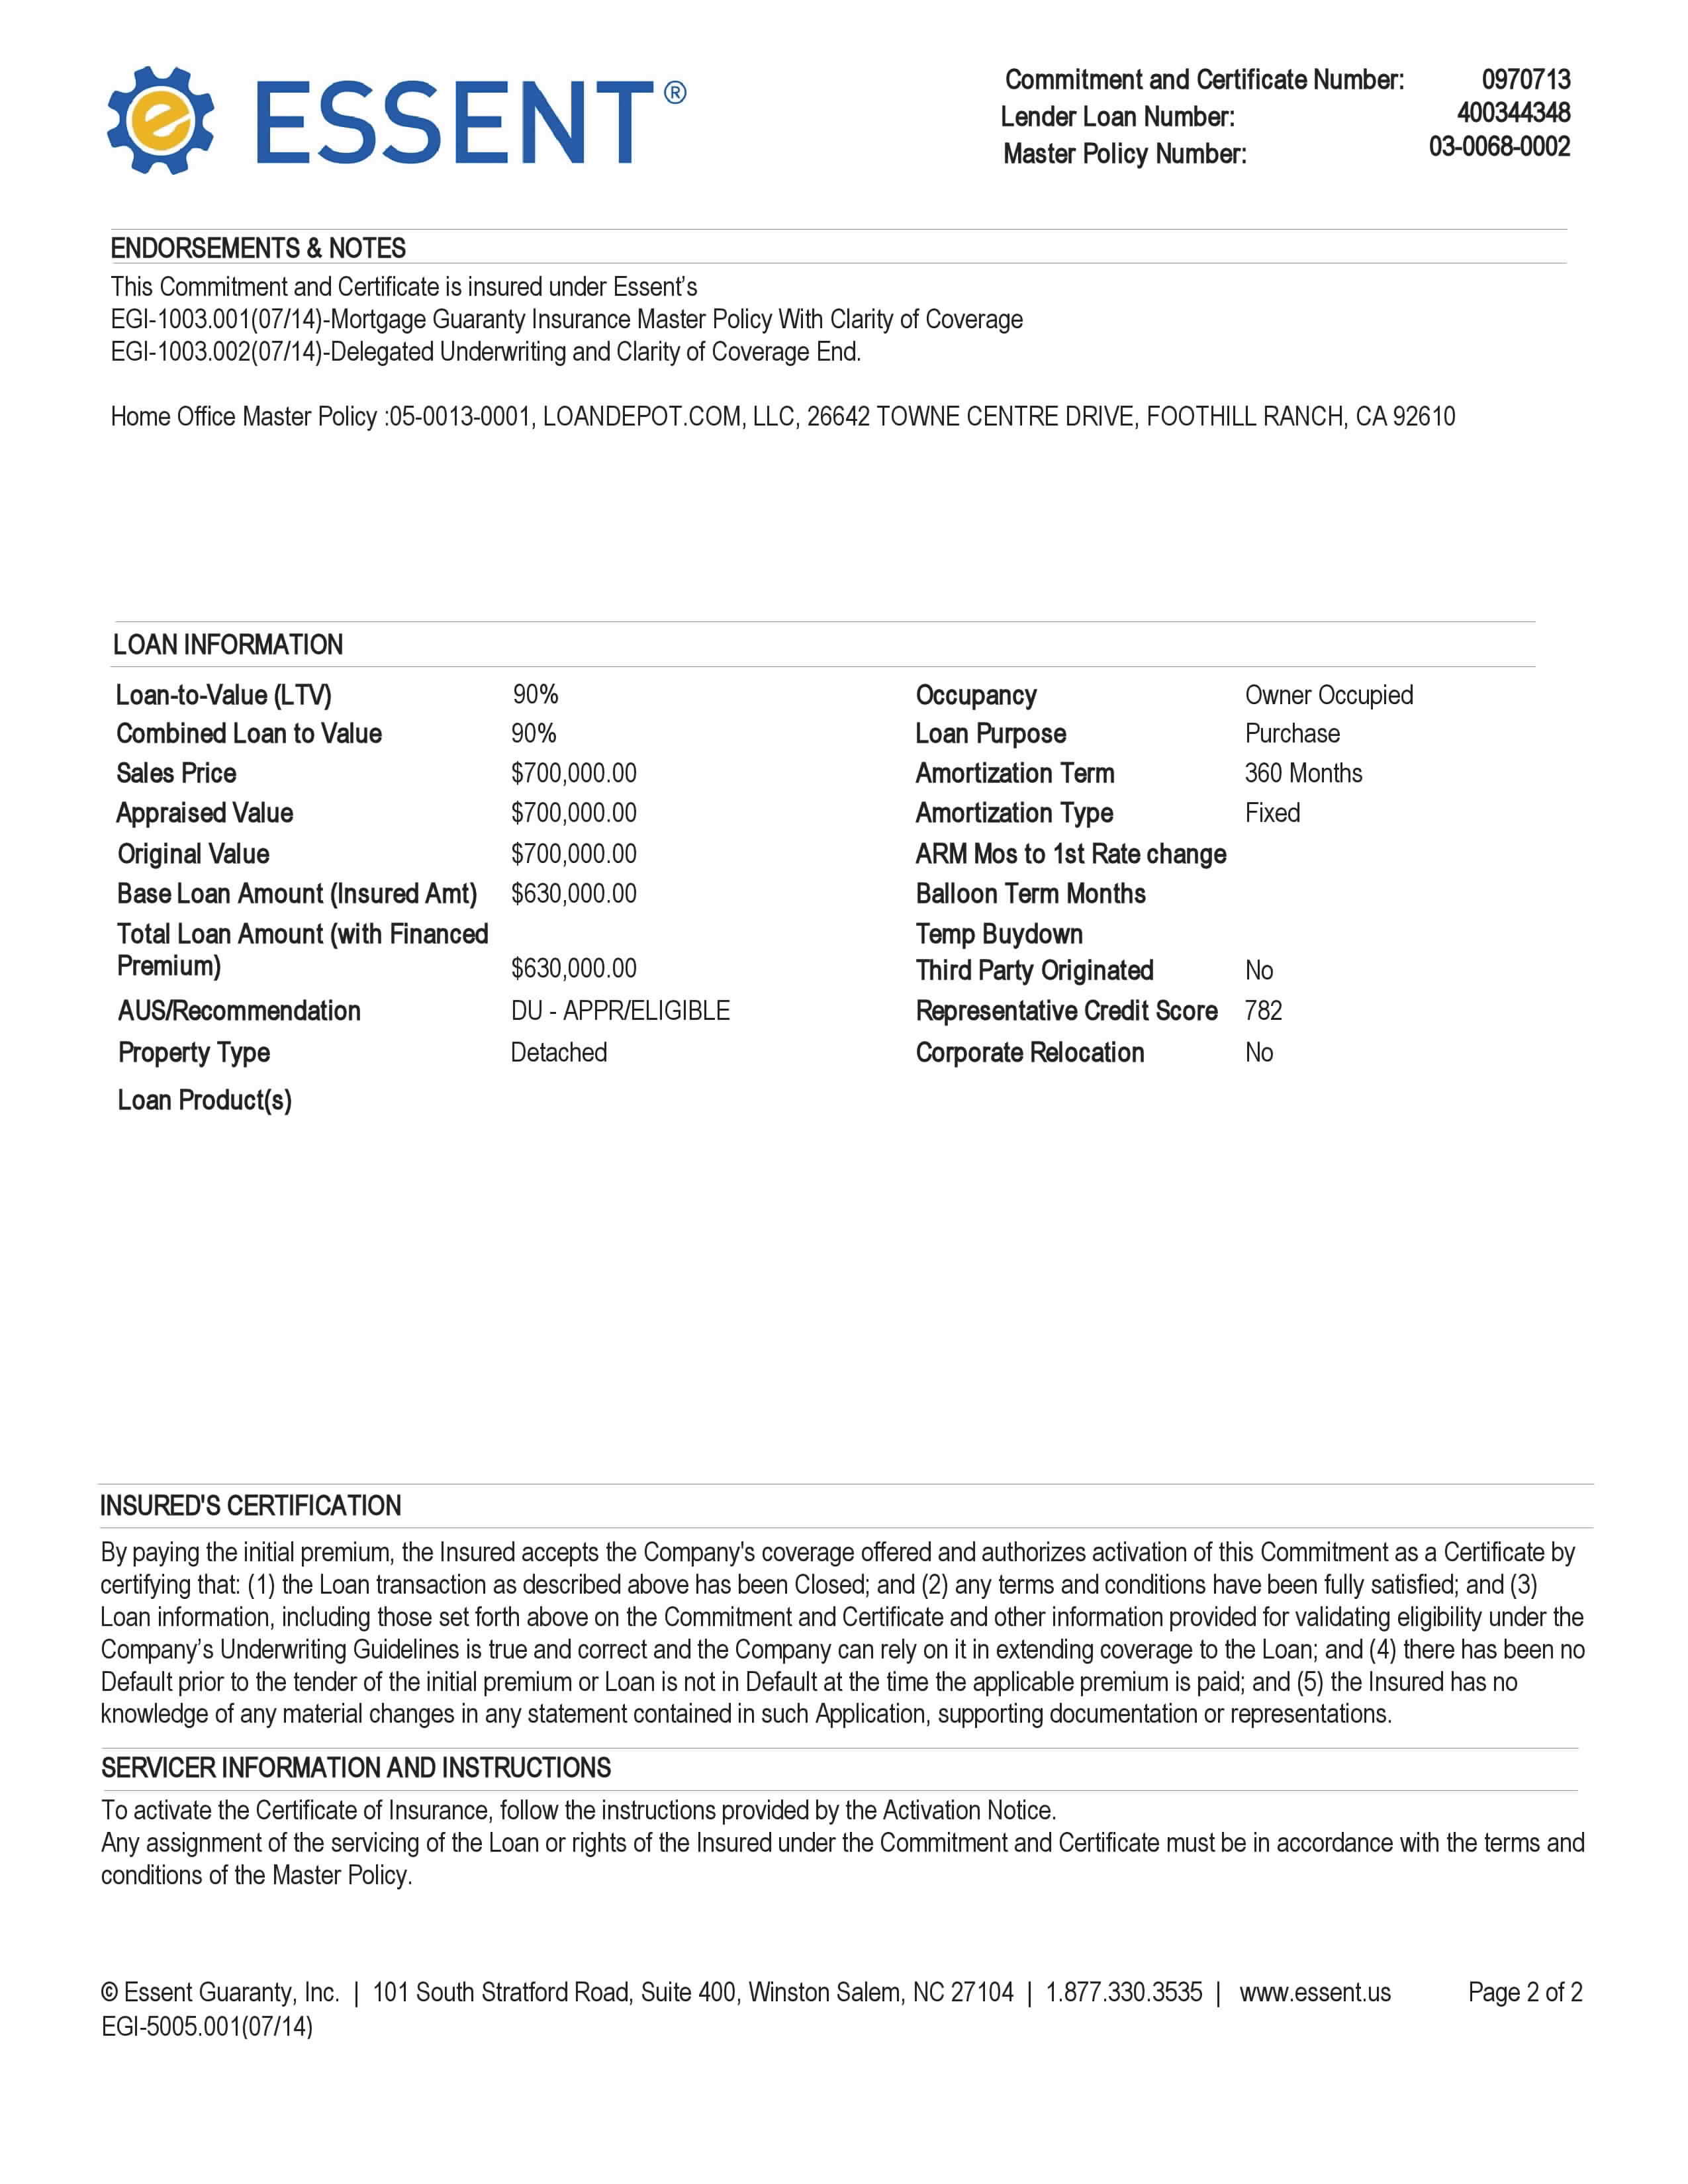 ESSENT®
Commitment and Certificate Number: 0970713
Lender Loan Number: 400344348
Master Policy Number: 03-0068-0002
ENDORSEMENTS & NOTES
This Commitment and Certificate is insured under Essent’s
EGI-1003.001(07/14)-Mortgage Guaranty Insurance Master Policy With Clarity of Coverage
EGI-1003.002(07/14)-Delegated Underwriting and Clarity of Coverage End.
Home Office Master Policy :05-0013-0001, LOANDEPOT.COM, LLC, 26642 TOWNE CENTRE DRIVE, FOOTHILL RANCH, CA 92610
LOAN INFORMATION
Loan-to-Value (LTV) 90% Occupancy Owner Occupied
Combined Loan to Value 90% Loan Purpose Purchase
Sales Price $700,000.00 Amortization Term 360 Months
Appraised Value $700,000.00 Amortization Type Fixed
Original Value $700,000.00 ARM Mos to 1st Rate change
Base Loan Amount (Insured Amt) $630,000.00 Balloon Term Months
Total Loan Amount (with Financed Temp Buydown
Premium) $630,000.00 Third Party Originated No
AUS/Recommendation DU - APPR/ELIGIBLE Representative Credit Score 782
Property Type Detached Corporate Relocation No
Loan Product(s)
INSURED'S CERTIFICATION
By paying the initial premium, the Insured accepts the Company's coverage offered and authorizes activation of this Commitment as a Certificate by
certifying that: (1) the Loan transaction as described above has been Closed; and (2) any terms and conditions have been fully satisfied; and (3)
Loan information, including those set forth above on the Commitment and Certificate and other information provided for validating eligibility under the
Company’s Underwriting Guidelines is true and correct and the Company can rely on it in extending coverage to the Loan; and (4) there has been no
Default prior to the tender of the initial premium or Loan is not in Default at the time the applicable premium is paid; and (5) the Insured has no
knowledge of any material changes in any statement contained in such Application, supporting documentation or representations.
SERVICER INFORMATION AND INSTRUCTIONS
To activate the Certificate of Insurance, follow the instructions provided by the Activation Notice.
Any assignment of the servicing of the Loan or rights of the Insured under the Commitment and Certificate must be in accordance with the terms and
conditions of the Master Policy.
© Essent Guaranty, Inc. | 101 South Stratford Road, Suite 400, Winston Salem, NC 27104 | 1.877.330.3535 | www.essent.us Page 2 of 2
EGI-5005.001(07/14)